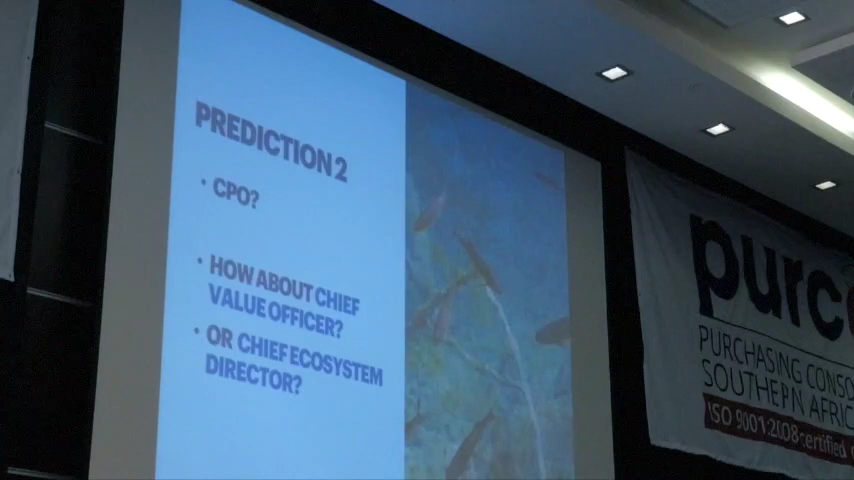 PREDICTION 2
• CPO?
• HOW ABOUT CHIEF
VALUE OFFICER?
• OR CHIEF ECOSYSTEM
DIRECTOR?
purc
PURCHASING CONSO
SOUTHERN AFRIC
ISO 9001:2008 certified